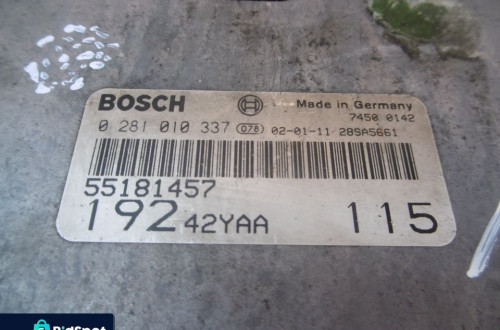 BOSCH Made in Germany
7450 0142
0 281 010 337 078 02-01-11 28SA5661
55181457
192 42YAA 115
BidSpot